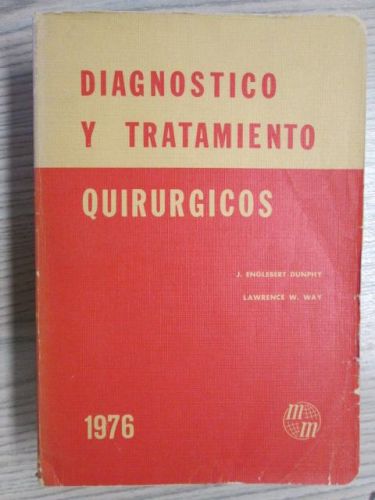 DIAGNOSTICO
Y TRATAMIENTO
QUIRURGICOS
J. ENGLEBERT DUNPHY
LAWRENCE W. WAY
1976
m
m